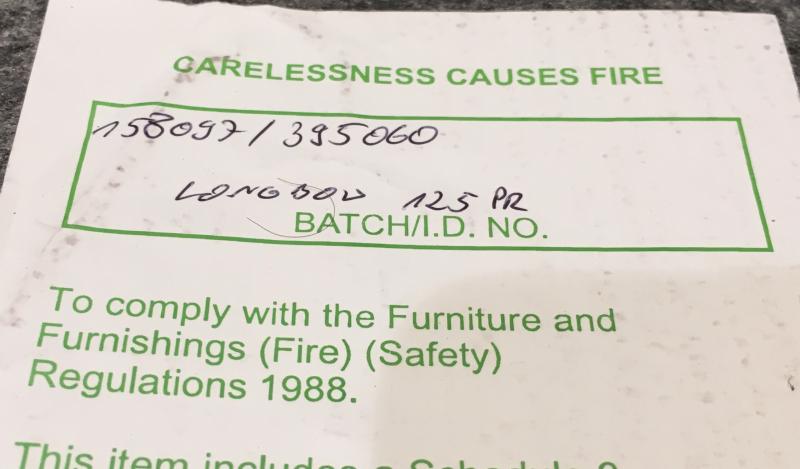 CARELESSNESS CAUSES FIRE
158097/395060
LONGBOW 125 PR
BATCH/I.D. NO.
To comply with the Furniture and
Furnishings (Fire) (Safety)
Regulations 1988.
This item includes a Schedule